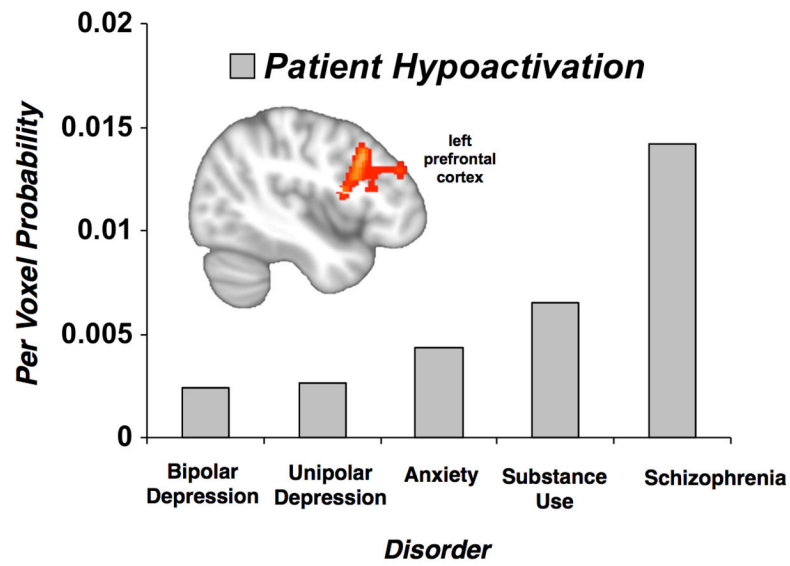 0.02
Patient Hypoactivation
0.015
left
prefrontal
cortex
0.01
0.005
0
Per Voxel Probability
Bipolar
Depression
Unipolar
Depression
Anxiety
Substance
Use
Schizophrenia
Disorder